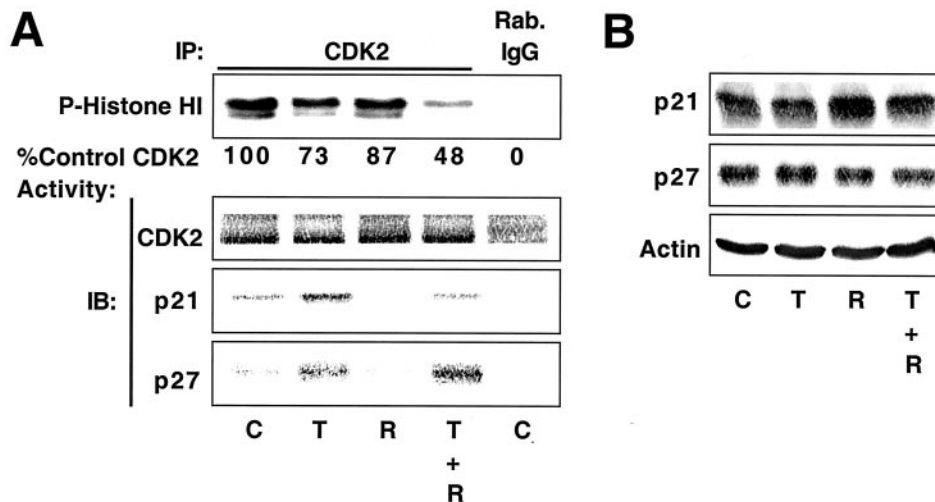 A
B
IP: CDK2 Rab. IgG
P-Histone HI
%Control CDK2 Activity: 100 73 87 48 0
IB:
CDK2
p21
p27
C T R T + R C
p21
p27
Actin
C T R T + R